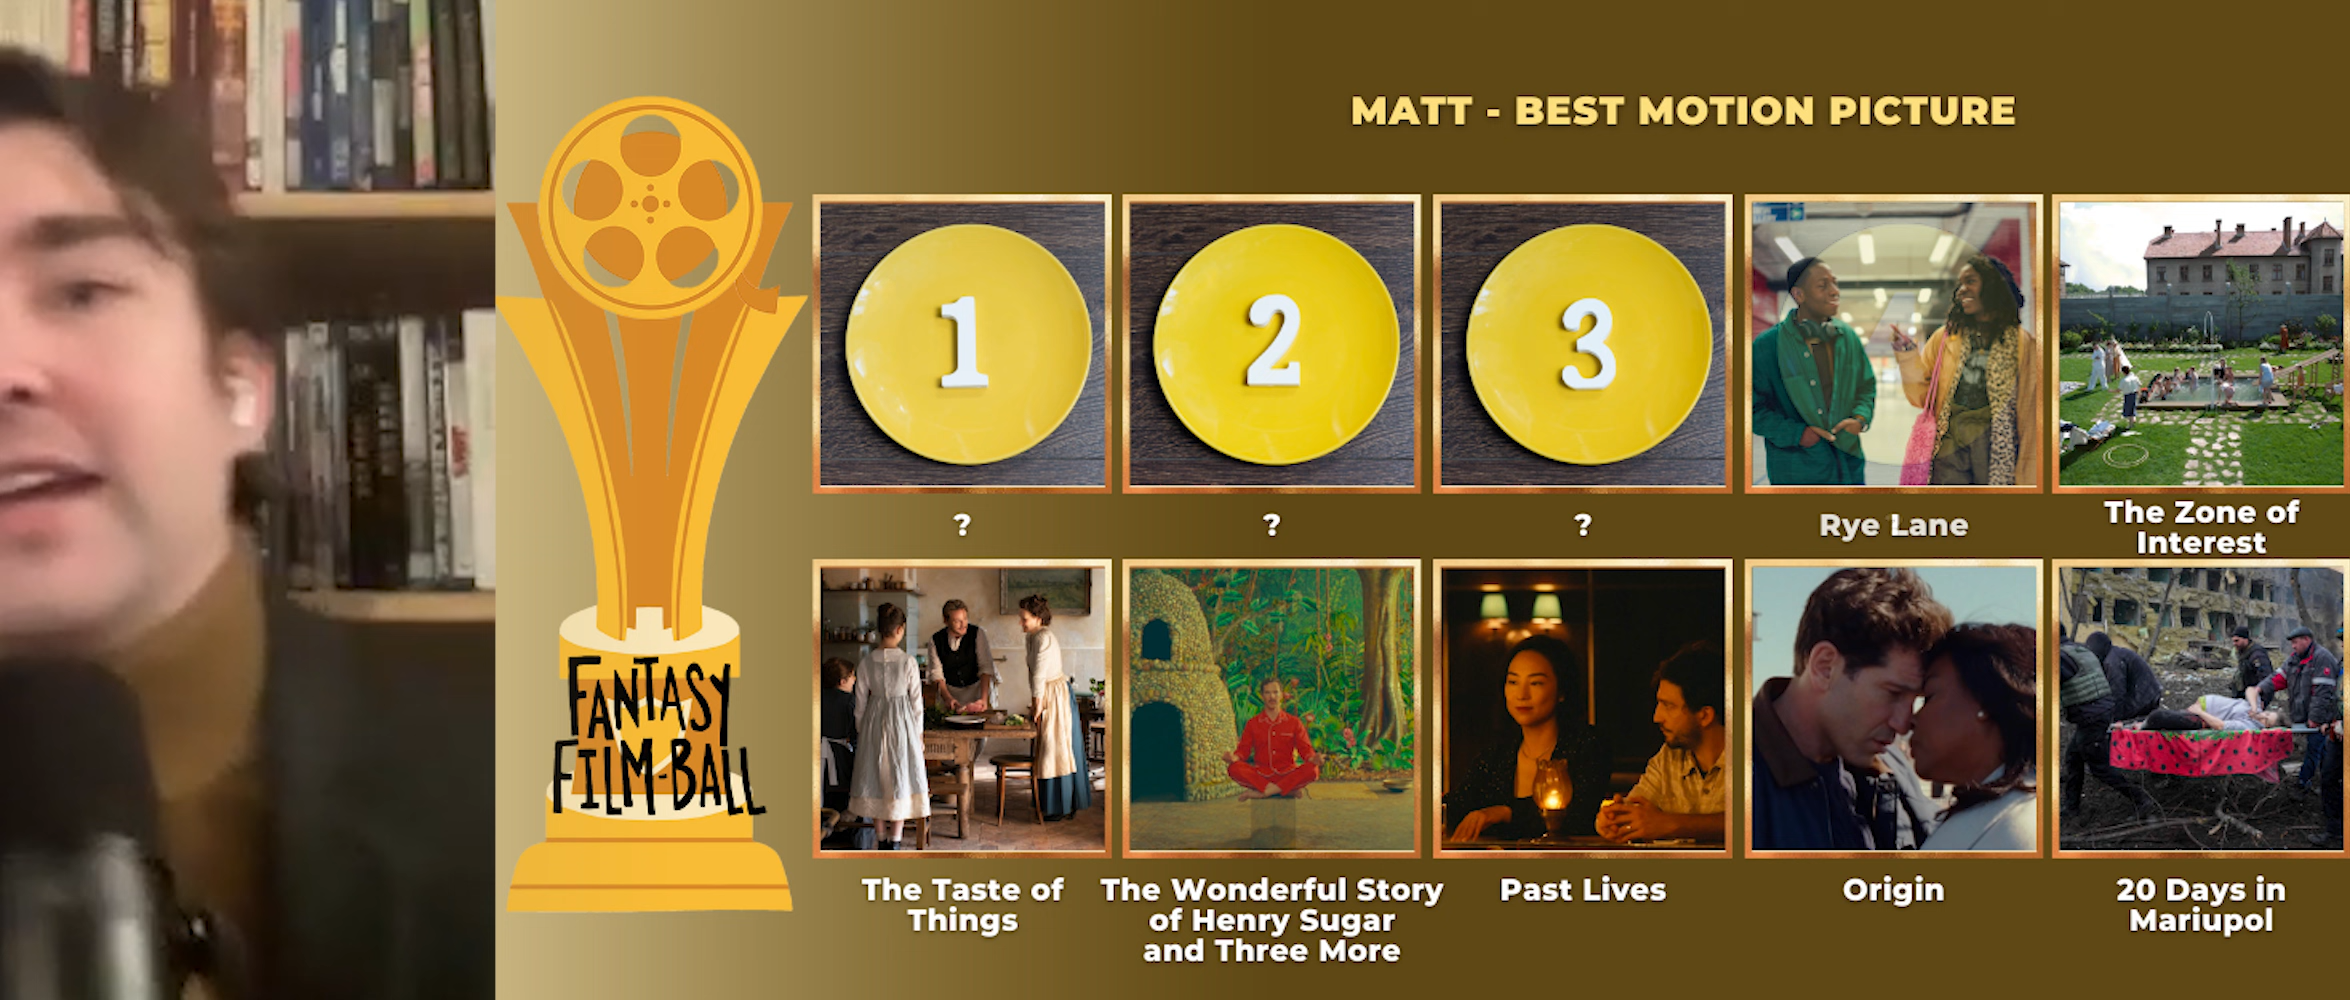 MATT - BEST MOTION PICTURE
1
2
3
?
?
?
Rye Lane
The Zone of
Interest
FANTASY
FILM-BALL
The Taste of
Things
The Wonderful Story
of Henry Sugar
and Three More
Past Lives
Origin
20 Days in
Mariupol